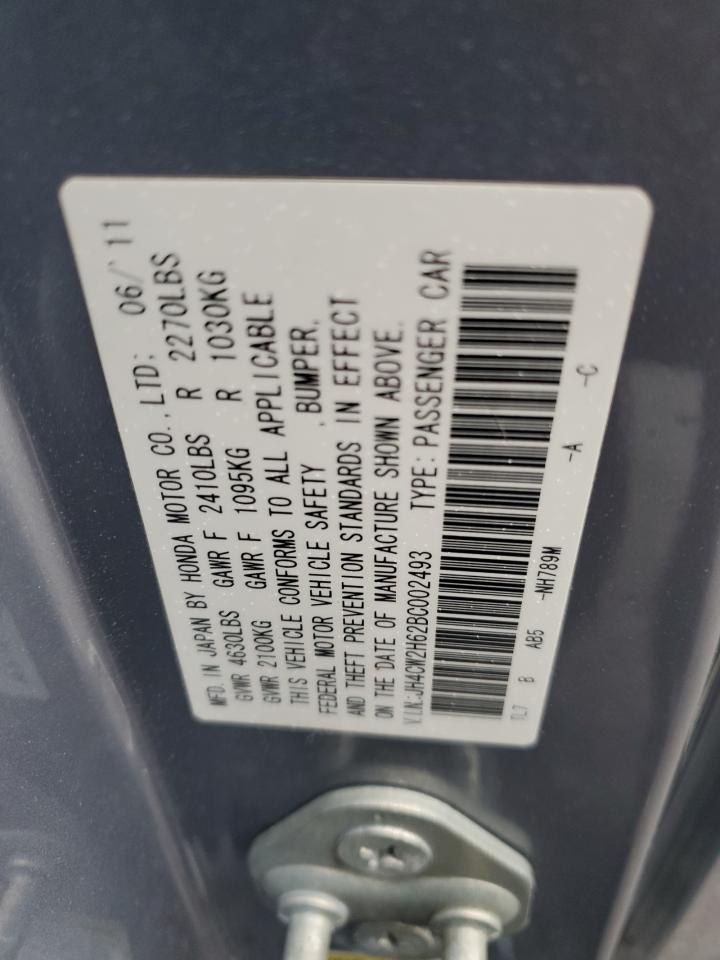 MFD. IN JAPAN BY HONDA MOTOR CO., LTD; 06/ 11
GVWR 4630LBS GAWR F 2410LBS R 2270LBS
GVWR 2100KG GAWR F 1095KG R 1030KG
THIS VEHICLE CONFORMS TO ALL APPLICABLE
FEDERAL MOTOR VEHICLE SAFETY , BUMPER,
AND THEFT PREVENTION STANDARDS IN EFFECT
ON THE DATE OF MANUFACTURE SHOWN ABOVE.
V.I.N.:JH4CW2H62BC002493 TYPE:PASSENGER CAR
TL7 B AB5 -NH789M -A -C